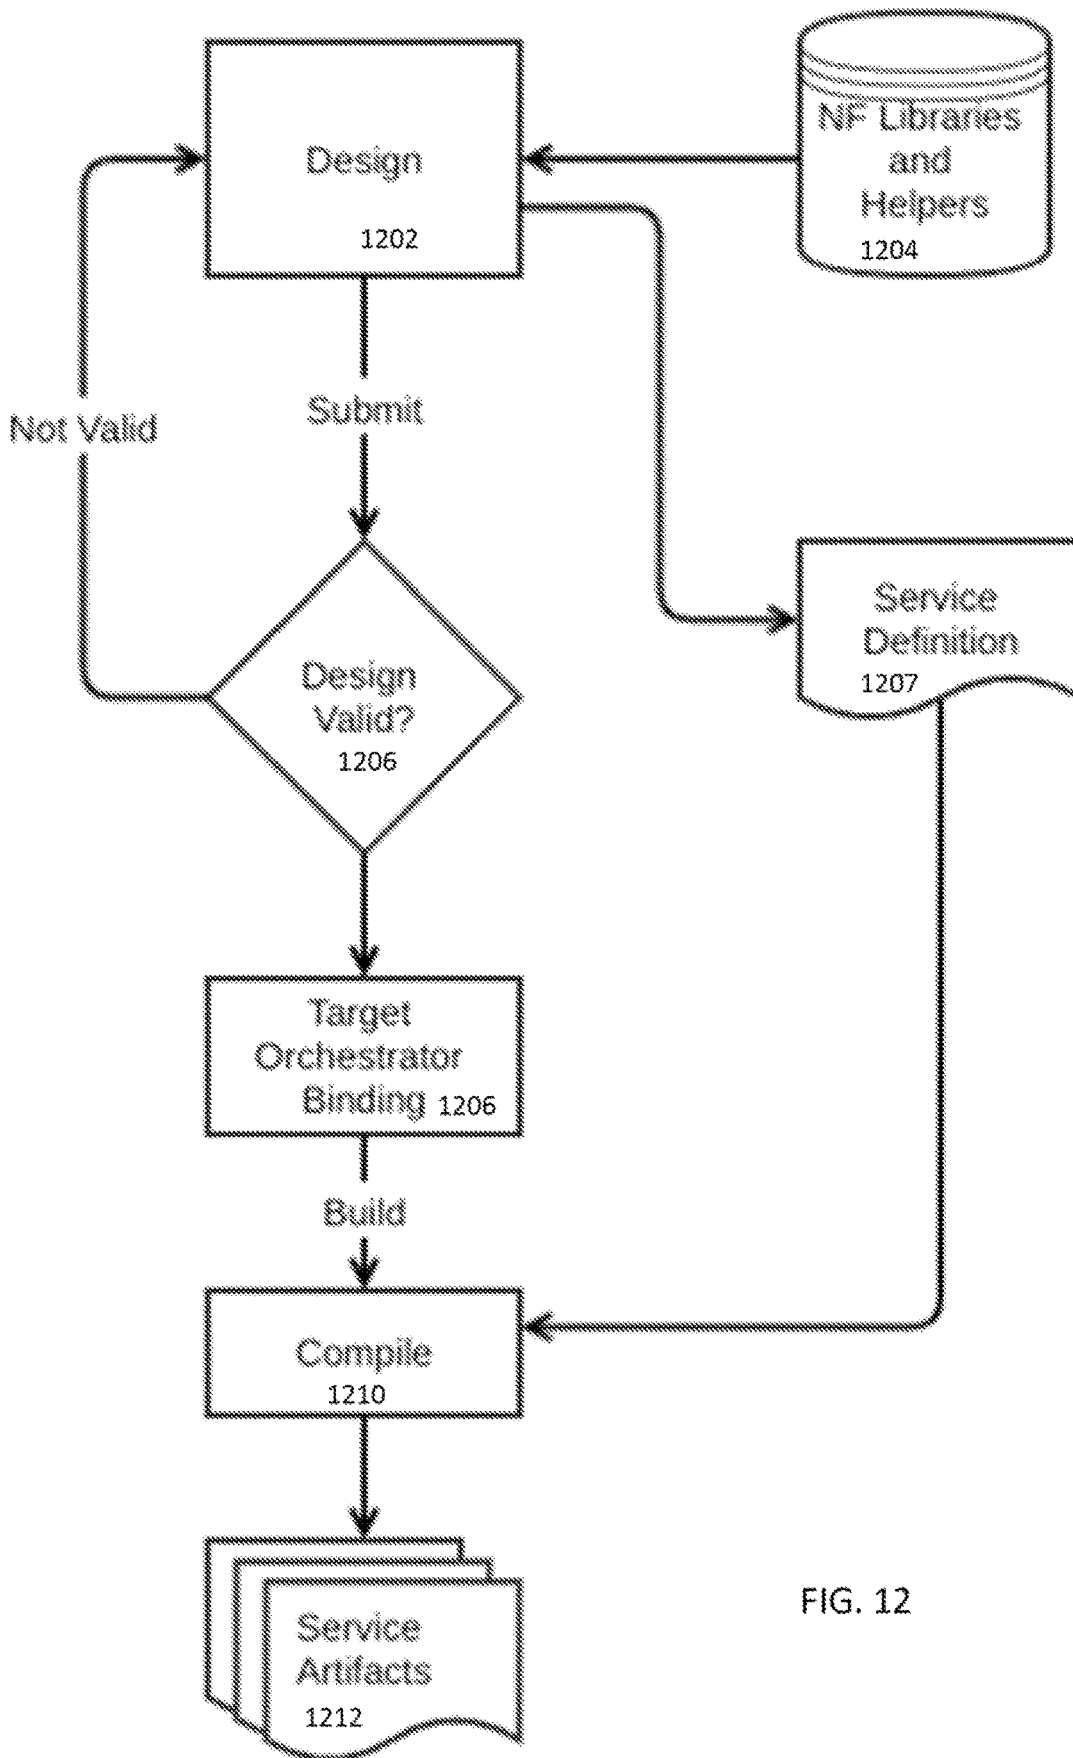 Design
1202
NF Libraries
and
Helpers
1204
Not Valid
Submit
Service
Definition
1207
Design
Valid?
1206
Target
Orchestrator
Binding 1206
Build
Compile
1210
FIG. 12
Service
Artifacts
1212